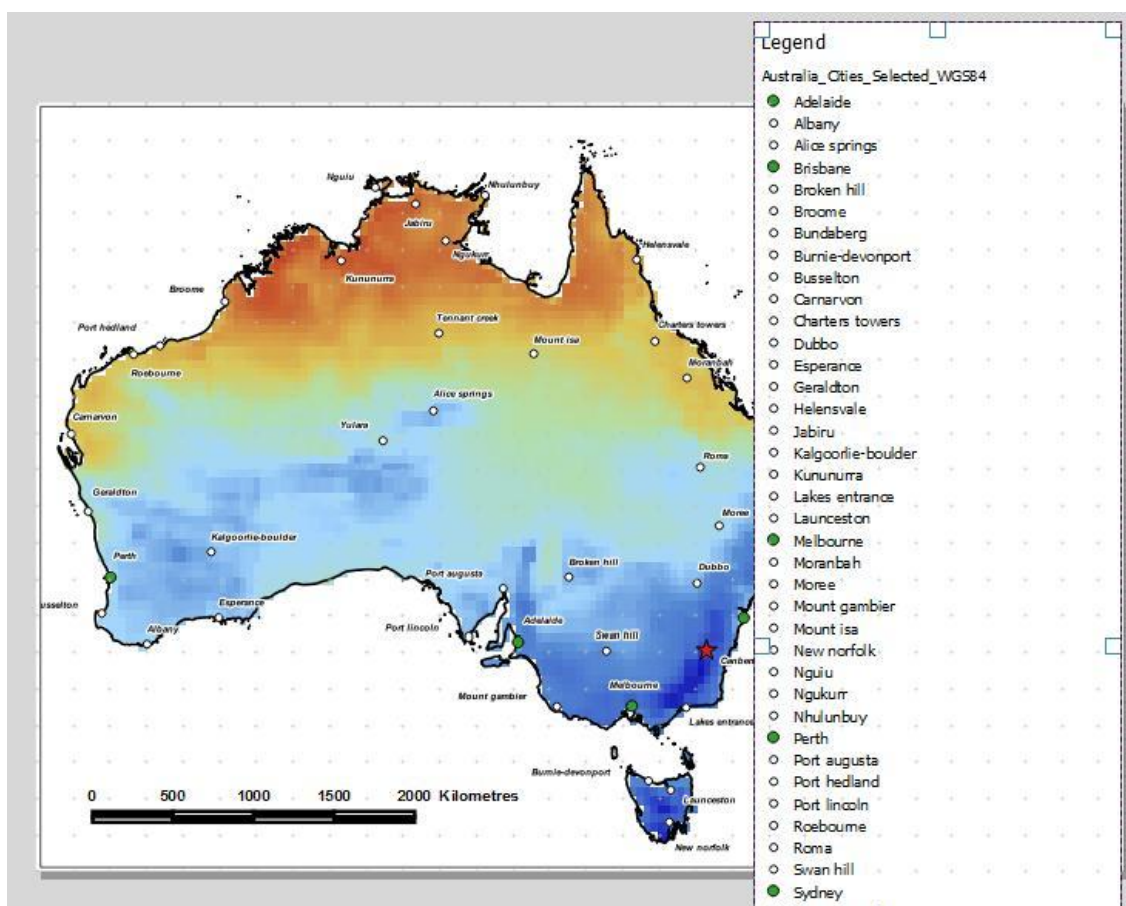 Legend
Australia_Cities_Selected_WGS84
Adelaide
Albany
Alice springs
Brisbane
Broken hill
Broome
Bundaberg
Burnie-devonport
Busselton
Carnarvon
Charters towers
Dubbo
Esperance
Geraldton
Helensvale
Jabiru
Kalgoorlie-boulder
Kununurra
Lakes entrance
Launceston
Melbourne
Moranbah
Moree
Mount gambier
Mount isa
New norfolk
Nguiu
Ngukurr
Nhulunbuy
Perth
Port augusta
Port hedland
Port lincoln
Roebourne
Roma
Swan hill
Sydney
Nguiu
Nhulunbuy
Jabiru
Ngukurr
Helensvale
Kununurra
Broome
Tennant creek
Port hedland
Charters towers
Mount isa
Moranbah
Roebourne
Alice springs
Carnarvon
Yulara
Roma
Geraldton
Moree
Kalgoorlie-boulder
Perth
Broken hill
Dubbo
Port augusta
usselton
Esperance
Adelaide
Albany
Port lincoln
Swan hill
Canber
Melbourne
Mount gambier
Lakes entrance
Burnie-devonport
0 500 1000 1500 2000 Kilometres
Launceston
New norfolk